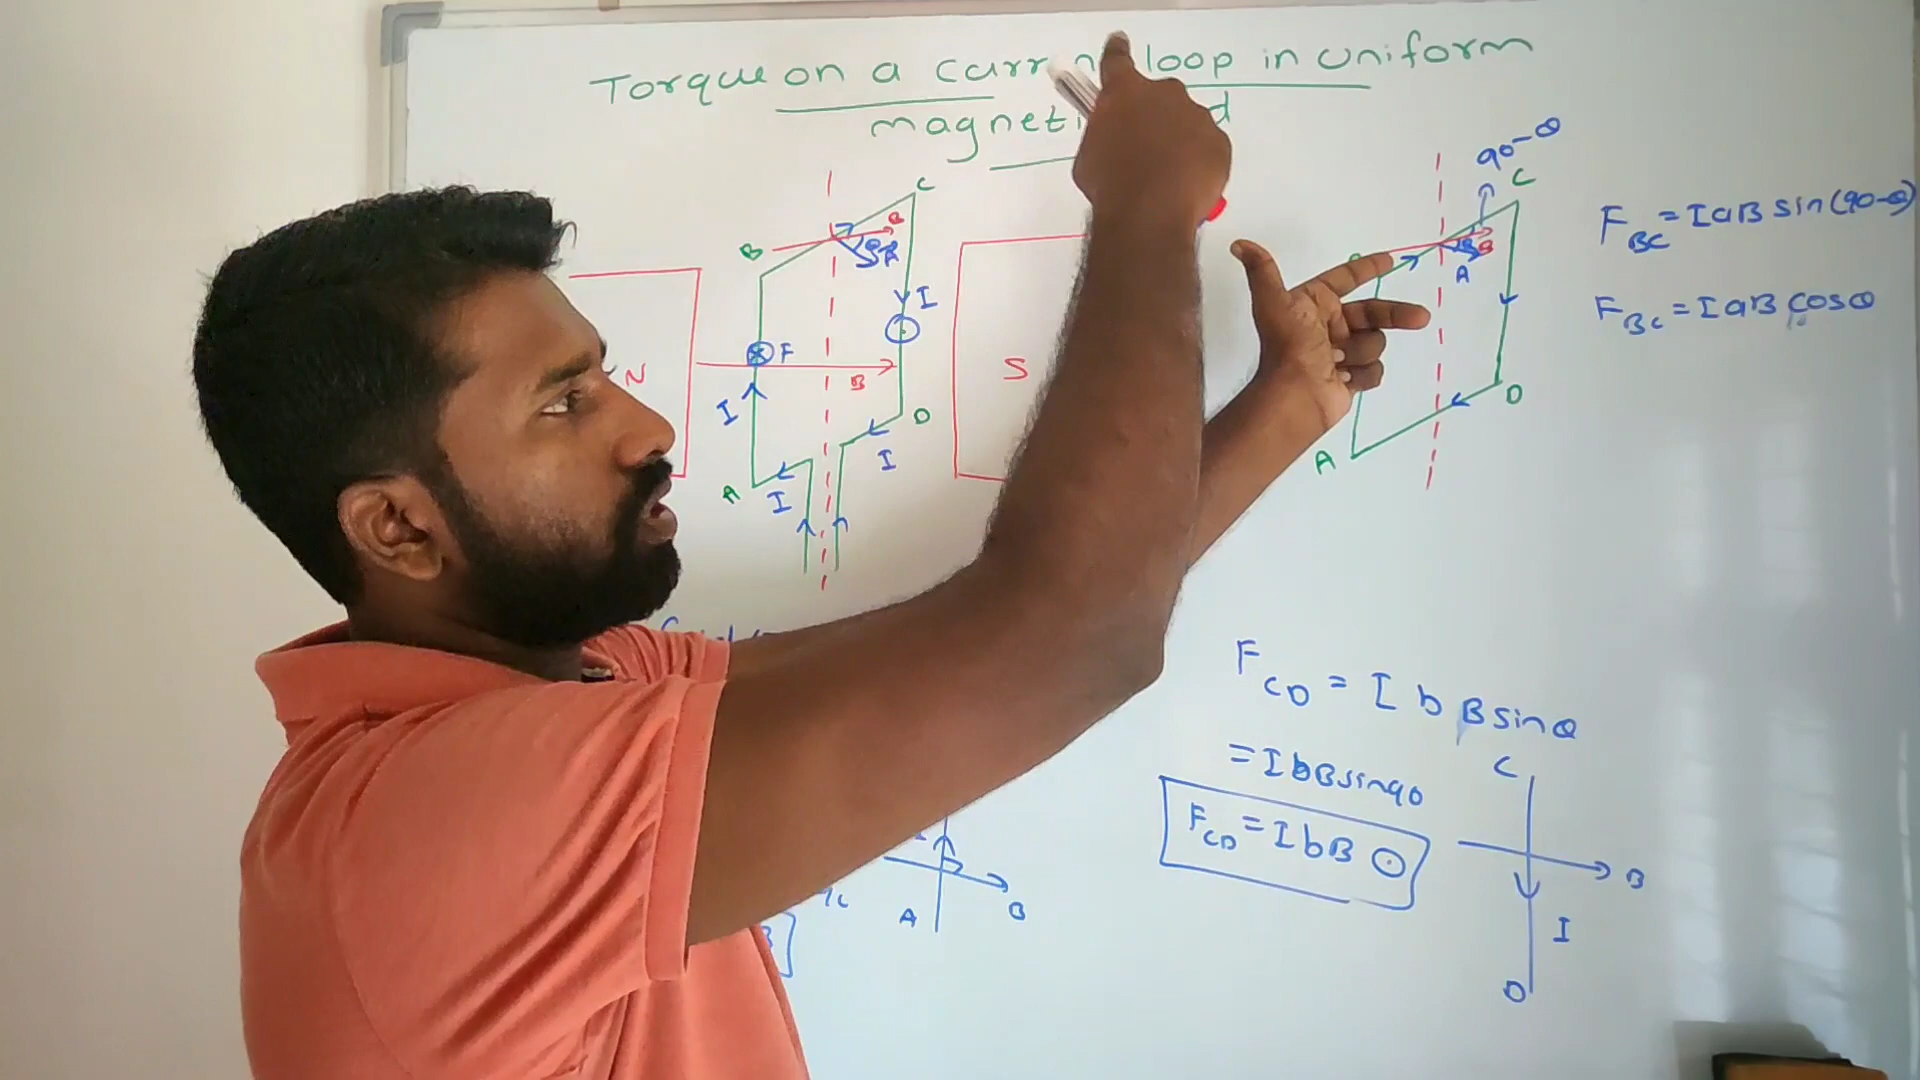 Torque on a curr loop in uniform
magneti d
C
B
B
I
F
N
B
S
I
D
I
I
A
90-θ
C
B
A
D
A
F_BC = IaB sin(90-θ)
F_BC = IaB cosθ
F_CD = I b B sinθ
= IbB sin90
F_CD = IbB ⊙
C
B
I
D
A
B